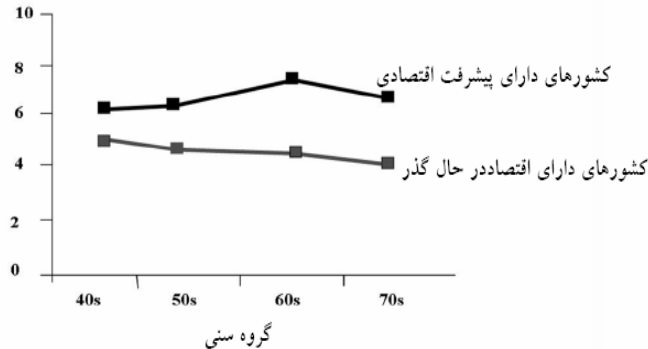 10
8
کشورهای دارای پیشرفت اقتصادی
6
4
کشورهای دارای اقتصاددر حال گذر
2
0
40s 50s 60s 70s
گروه سنی